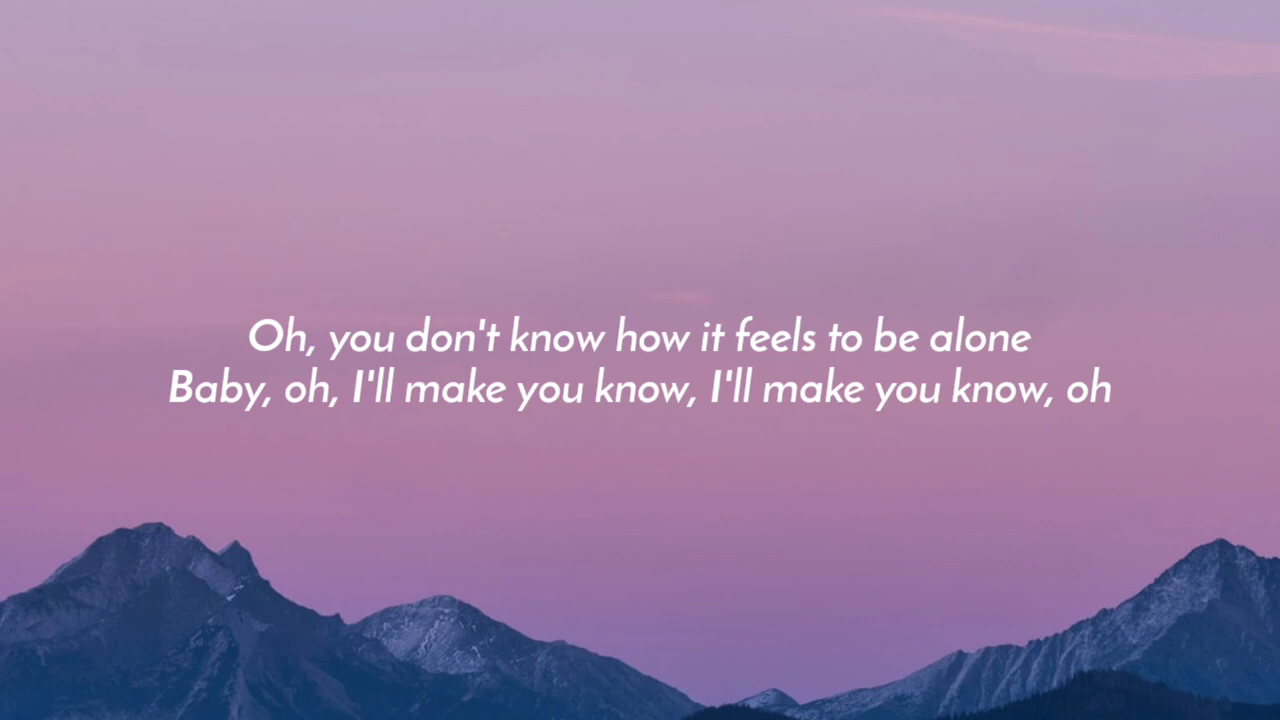 Oh, you don't know how it feels to be alone
Baby, oh, I'll make you know, I'll make you know, oh